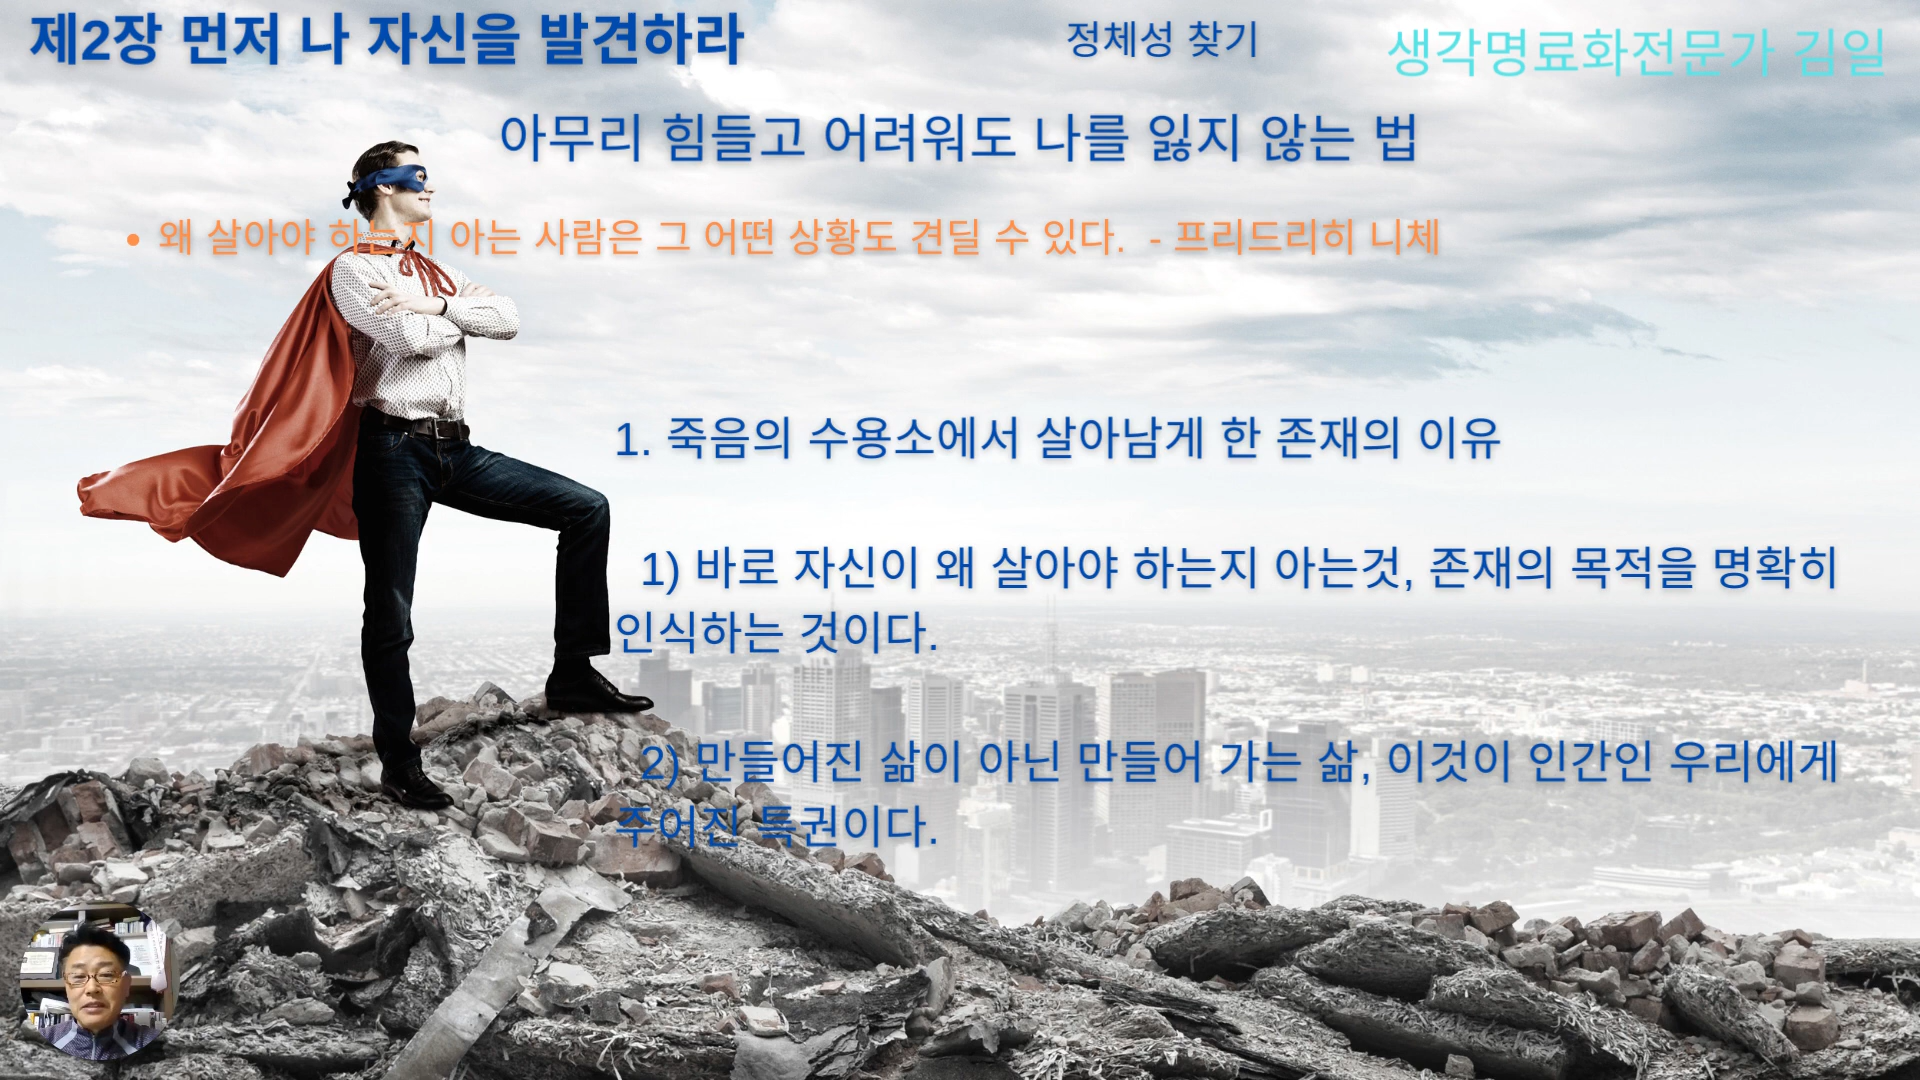 제2장 먼저 나 자신을 발견하라
정체성 찾기
생각명료화전문가 김일
아무리 힘들고 어려워도 나를 잃지 않는 법
• 왜 살아야 하는지 아는 사람은 그 어떤 상황도 견딜 수 있다. - 프리드리히 니체
1. 죽음의 수용소에서 살아남게 한 존재의 이유
1) 바로 자신이 왜 살아야 하는지 아는것, 존재의 목적을 명확히
인식하는 것이다.
2) 만들어진 삶이 아닌 만들어 가는 삶, 이것이 인간인 우리에게
주어진 특권이다.